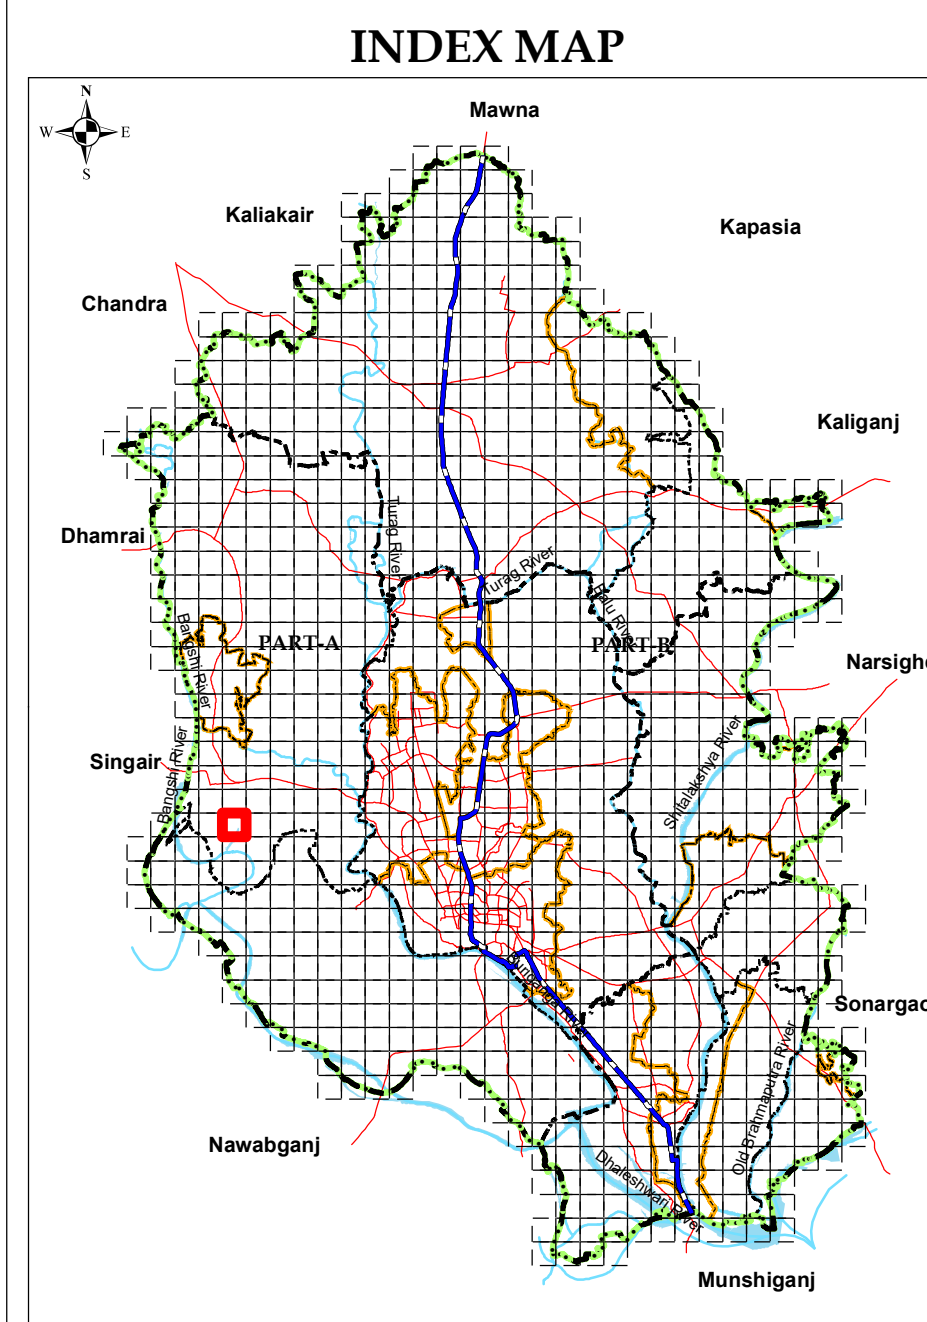 INDEX MAP
N
W E
S
Mawna
Kaliakair
Kapasia
Chandra
Kaliganj
Dhamrai
Turag River
Turag River
Balu River
Bangshi River
PART-A
PART-B
Narsighd
Singair
Bangshi River
Shitalakshya River
Buriganga River
Sonargao
Old Brahmaputra River
Nawabganj
Dhaleshwari River
Munshiganj